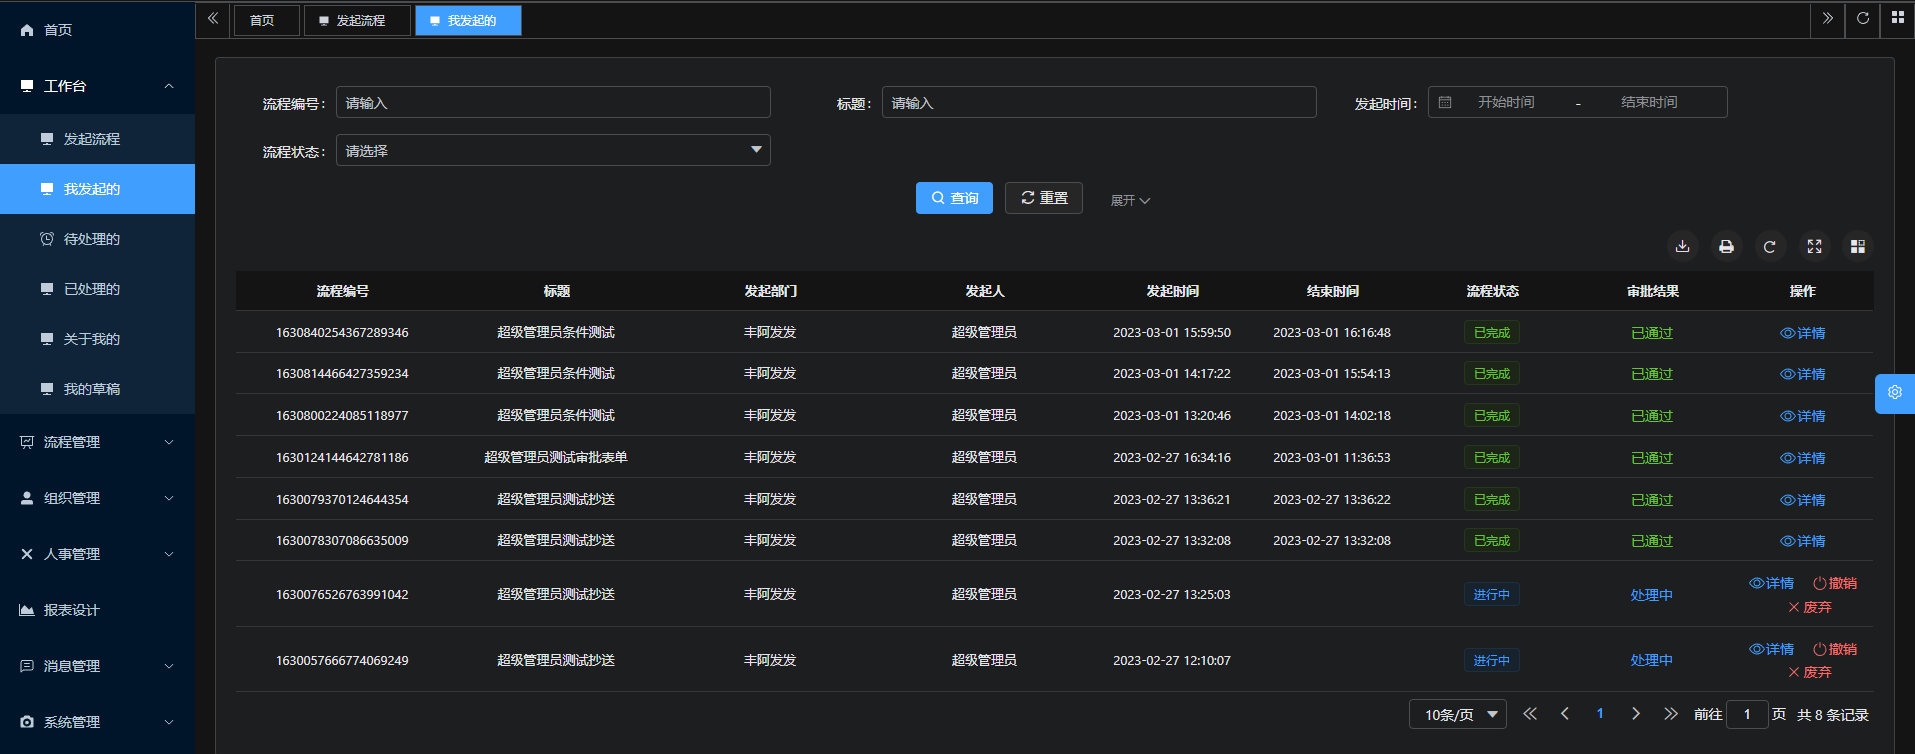 首页
工作台
发起流程
我发起的
待处理的
已处理的
关于我的
我的草稿
流程管理
组织管理
人事管理
报表设计
消息管理
系统管理
首页 发起流程 我发起的
流程编号： 请输入 标题： 请输入 发起时间： 开始时间 - 结束时间
流程状态： 请选择
查询 重置 展开
流程编号 标题 发起部门 发起人 发起时间 结束时间 流程状态 审批结果 操作
1630840254367289346 超级管理员条件测试 丰阿发发 超级管理员 2023-03-01 15:59:50 2023-03-01 16:16:48 已完成 已通过 详情
1630814466427359234 超级管理员条件测试 丰阿发发 超级管理员 2023-03-01 14:17:22 2023-03-01 15:54:13 已完成 已通过 详情
1630800224085118977 超级管理员条件测试 丰阿发发 超级管理员 2023-03-01 13:20:46 2023-03-01 14:02:18 已完成 已通过 详情
1630124144642781186 超级管理员测试审批表单 丰阿发发 超级管理员 2023-02-27 16:34:16 2023-03-01 11:36:53 已完成 已通过 详情
1630079370124644354 超级管理员测试抄送 丰阿发发 超级管理员 2023-02-27 13:36:21 2023-02-27 13:36:22 已完成 已通过 详情
1630078307086635009 超级管理员测试抄送 丰阿发发 超级管理员 2023-02-27 13:32:08 2023-02-27 13:32:08 已完成 已通过 详情
1630076526763991042 超级管理员测试抄送 丰阿发发 超级管理员 2023-02-27 13:25:03 进行中 处理中 详情 撤销
废弃
1630057666774069249 超级管理员测试抄送 丰阿发发 超级管理员 2023-02-27 12:10:07 进行中 处理中 详情 撤销
废弃
10条/页 1 前往 1 页 共 8 条记录